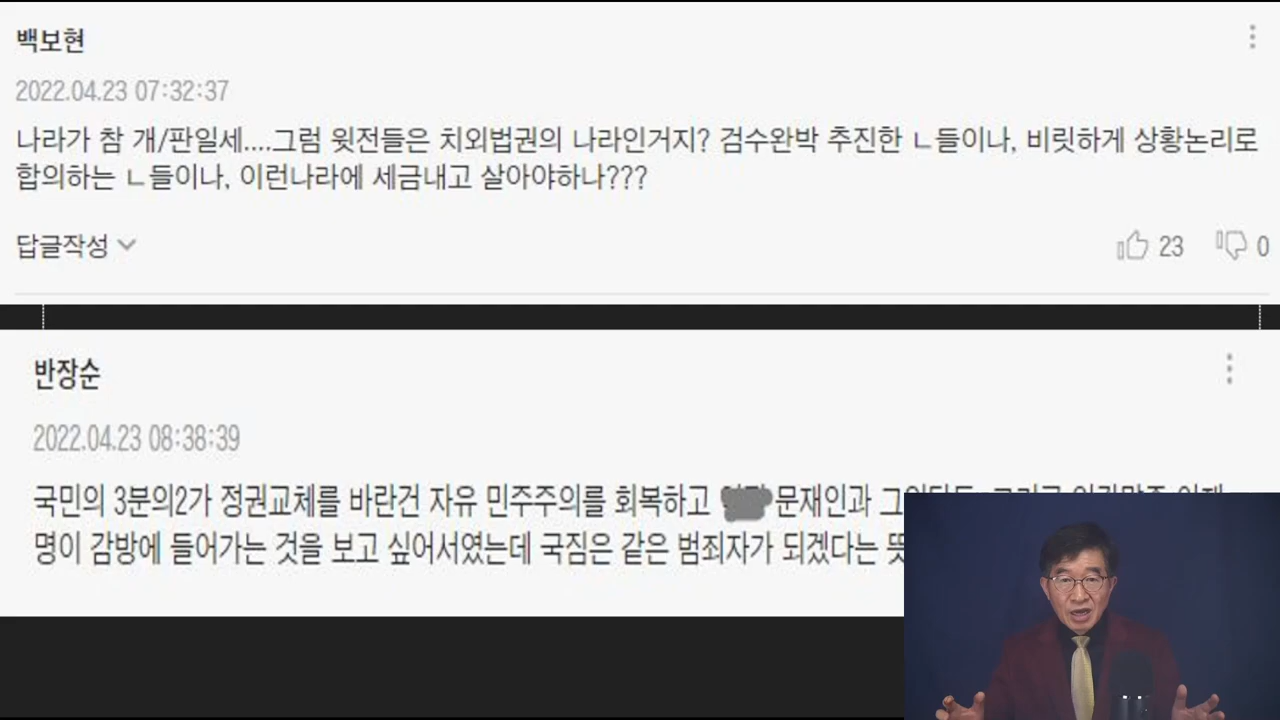 백보현
2022.04.23 07:32:37
나라가 참 개/판일세....그럼 윗전들은 치외법권의 나라인거지? 검수완박 추진한 ㄴ들이나, 비릿하게 상황논리로
합의하는 ㄴ들이나, 이런나라에 세금내고 살아야하나???
답글작성
23
0
반장순
2022.04.23 08:38:39
국민의 3분의2가 정권교체를 바란건 자유 민주주의를 회복하고 문재인과
명이 감방에 들어가는 것을 보고 싶어서였는데 국짐은 같은 범죄자가 되겠다는